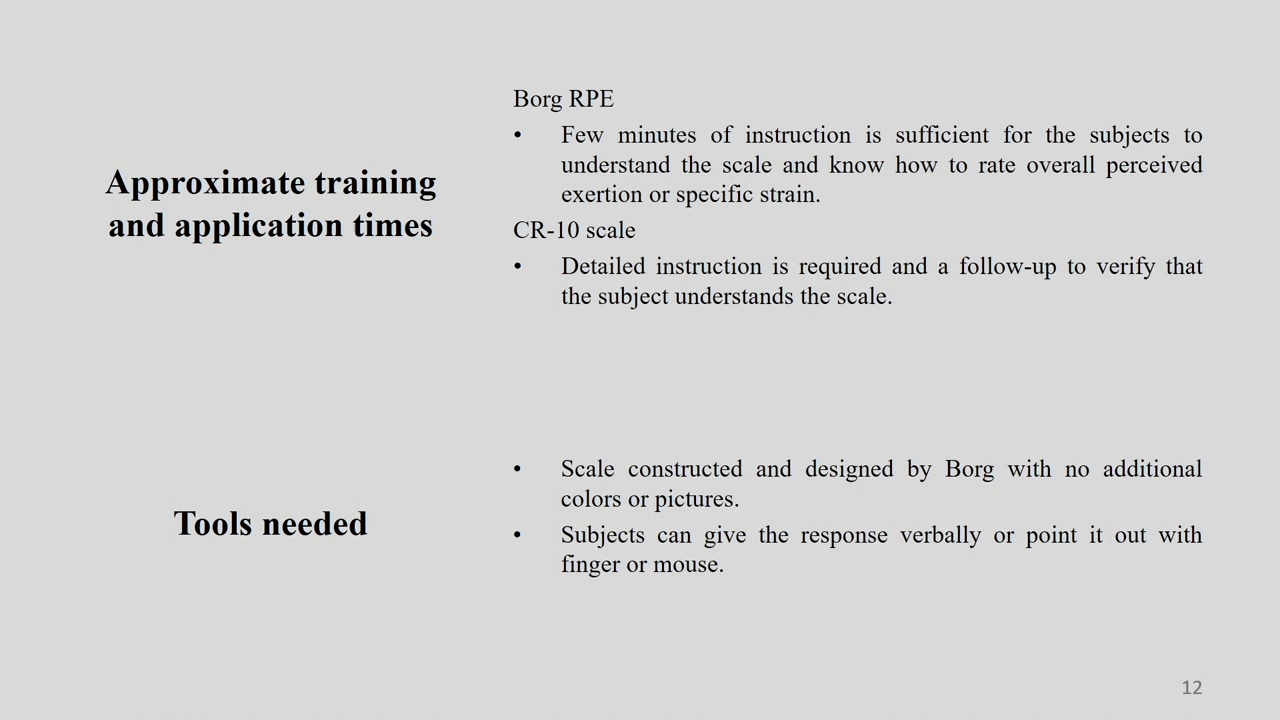 Approximate training
and application times
Borg RPE
• Few minutes of instruction is sufficient for the subjects to
understand the scale and know how to rate overall perceived
exertion or specific strain.
CR-10 scale
• Detailed instruction is required and a follow-up to verify that
the subject understands the scale.
Tools needed
• Scale constructed and designed by Borg with no additional
colors or pictures.
• Subjects can give the response verbally or point it out with
finger or mouse.
12